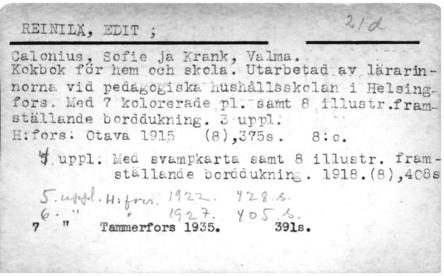 21d
REINILÄ, EDIT ;
Calonius, Sofie ja Krank, Valma.
Kokbok för hem och skola. Utarbetad av lärarin-
norna vid pedagogiska hushållsskolan i Helsing-
fors. Med 7 kolorerade pl. samt 8 illustr.fram-
ställande borddukning. 3 uppl.
H:fors: Otava 1915 (8),375s. 8:o.
4 uppl. Med svampkarta samt 8 illustr. fram-
ställande borddukning. 1918.(8),408s
5. uppl. H:fors. 1922. 428 s.
6. " " 1927. 405 s.
7 " Tammerfors 1935. 391s.